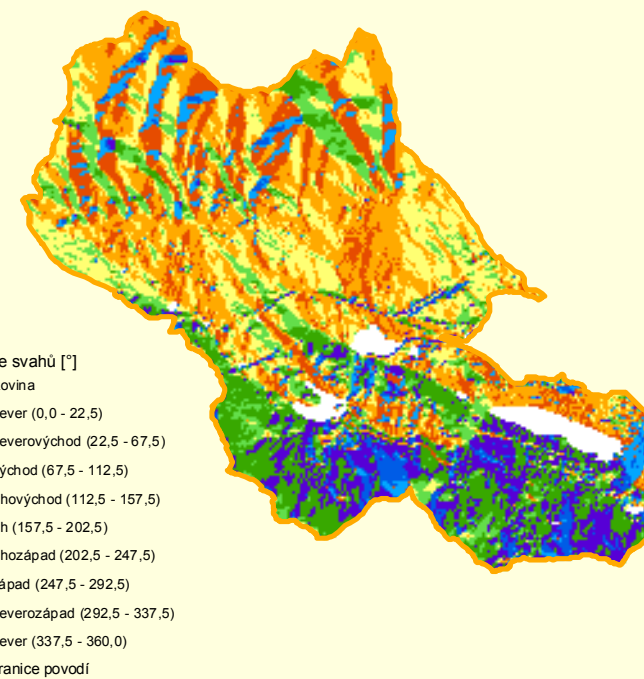 e svahů [°]
ovina
ever (0,0 - 22,5)
everovýchod (22,5 - 67,5)
ýchod (67,5 - 112,5)
hovýchod (112,5 - 157,5)
h (157,5 - 202,5)
hozápad (202,5 - 247,5)
ápad (247,5 - 292,5)
everozápad (292,5 - 337,5)
ever (337,5 - 360,0)
ranice povodí